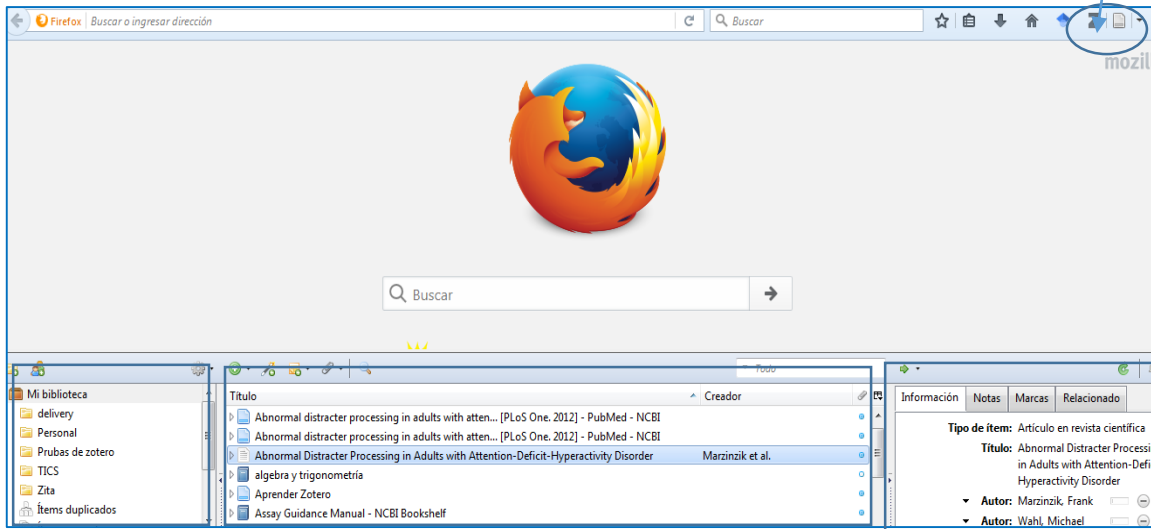 Firefox Buscar o ingresar dirección
Buscar
mozil
Buscar
Todo
Mi biblioteca
delivery
Personal
Prubas de zotero
TICS
Zita
Ítems duplicados
Título Creador
Abnormal distracter processing in adults with atten... [PLoS One. 2012] - PubMed - NCBI
Abnormal distracter processing in adults with atten... [PLoS One. 2012] - PubMed - NCBI
Abnormal Distracter Processing in Adults with Attention-Deficit-Hyperactivity Disorder Marzinzik et al.
algebra y trigonometría
Aprender Zotero
Assay Guidance Manual - NCBI Bookshelf
Información Notas Marcas Relacionado
Tipo de ítem: Artículo en revista científica
Título: Abnormal Distracter Processi
in Adults with Attention-Defi
Hyperactivity Disorder
Autor: Marzinzik, Frank
Autor: Wahl, Michael